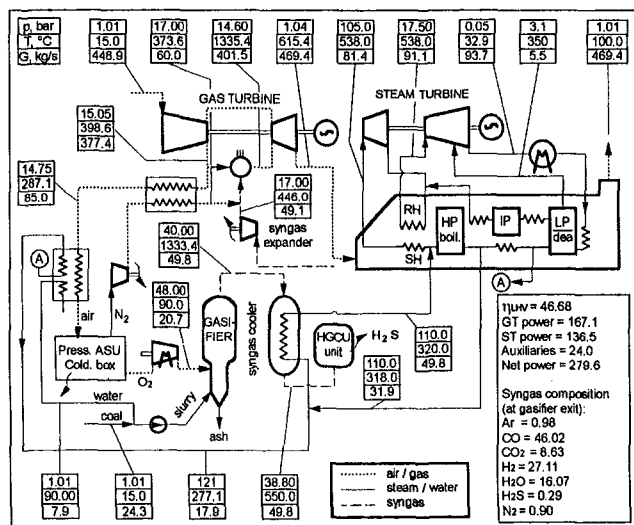 p, bar 1.01 17.00 14.60 1.04 105.0 17.50 0.05 3.1 1.01
T, °C 15.0 373.6 1335.4 615.4 538.0 538.0 32.9 350 100.0
G, kg/s 448.9 60.0 401.5 469.4 81.4 91.1 93.7 5.5 469.4
GAS TURBINE
STEAM TURBINE
15.05
398.6
377.4
14.75
287.1
85.0
17.00
446.0
49.1
syngas
expander
RH
SH
HP
boil.
IP
LP
dea
40.00
1333.4
49.8
A
A
N2
air
48.00
90.0
20.7
GASI-
FIER
syngas cooler
HGCU
unit
H2S
Press. ASU
Cold. box
O2
water
coal
slurry
ash
110.0
320.0
49.8
110.0
318.0
31.9
1.01
90.00
7.9
1.01
15.0
24.3
121
277.1
17.9
38.80
550.0
49.8
air / gas
steam / water
syngas
ηLHV = 46.68
GT power = 167.1
ST power = 136.5
Auxiliaries = 24.0
Net power = 279.6
Syngas composition
(at gasifier exit):
Ar = 0.98
CO = 46.02
CO2 = 8.63
H2 = 27.11
H2O = 16.07
H2S = 0.29
N2 = 0.90